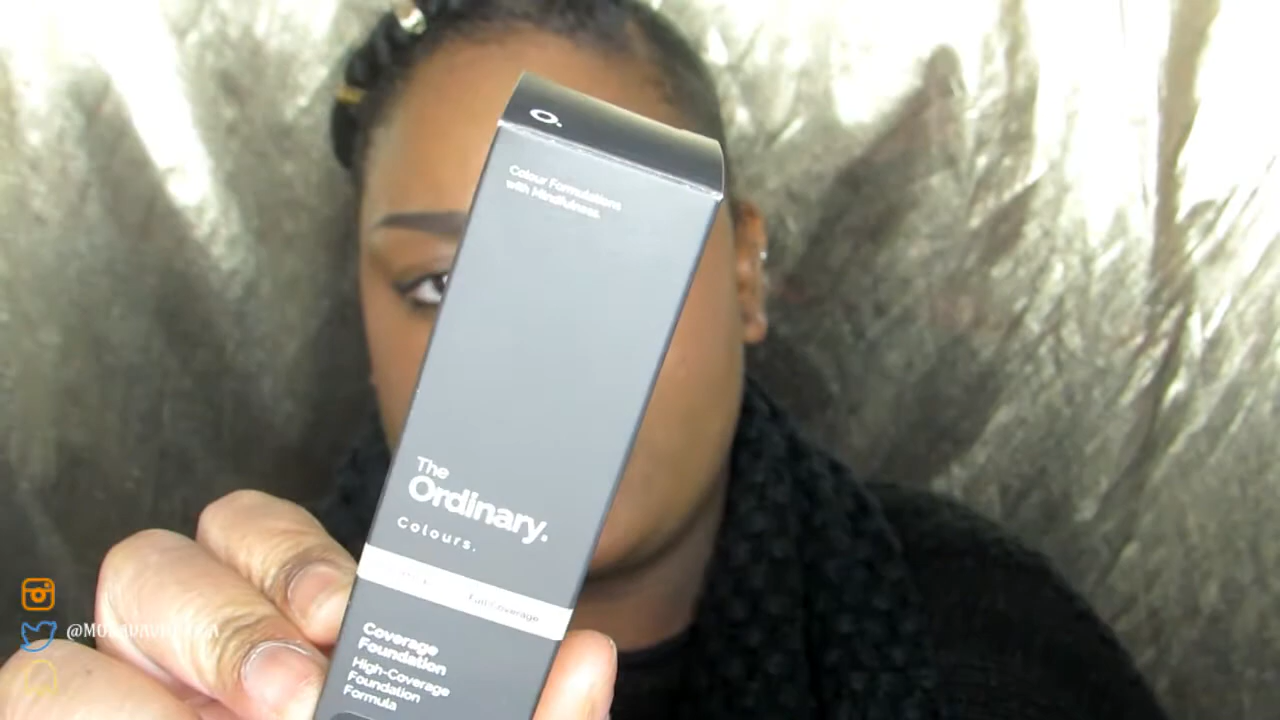 O.
Colour Formulations
with Mindfulness.
The
Ordinary.
Colours.
Full Coverage
Coverage
Foundation
High-Coverage
Foundation
Formula